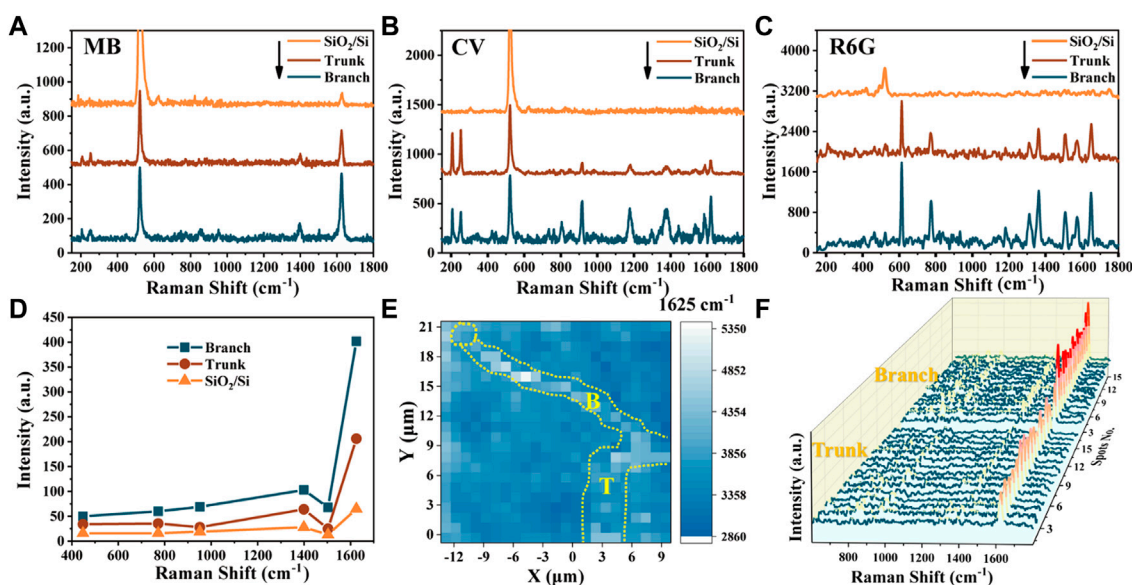 A
MB
SiO2/Si
Trunk
Branch
1200
1000
800
600
400
200
0
Intensity (a.u.)
200 400 600 800 1000 1200 1400 1600 1800
Raman Shift (cm-1)
B
CV
SiO2/Si
Trunk
Branch
2250
1875
1500
1125
750
375
0
Intensity (a.u.)
200 400 600 800 1000 1200 1400 1600 1800
Raman Shift (cm-1)
C
R6G
SiO2/Si
Trunk
Branch
4000
3200
2400
1600
800
0
Intensity (a.u.)
200 400 600 800 1000 1200 1400 1600 1800
Raman Shift (cm-1)
D
450
400
350
300
250
200
150
100
50
0
Intensity (a.u.)
Branch
Trunk
SiO2/Si
400 600 800 1000 1200 1400 1600
Raman Shift (cm-1)
E
1625 cm-1
21
18
15
12
9
6
3
0
Y (μm)
B
T
-12 -9 -6 -3 0 3 6 9
X (μm)
5350
4852
4354
3856
3358
2860
F
Branch
Trunk
Intensity (a.u.)
800 1000 1200 1400 1600
Raman Shift (cm-1)
15
12
9
6
3
15
12
9
6
3
Spots No.